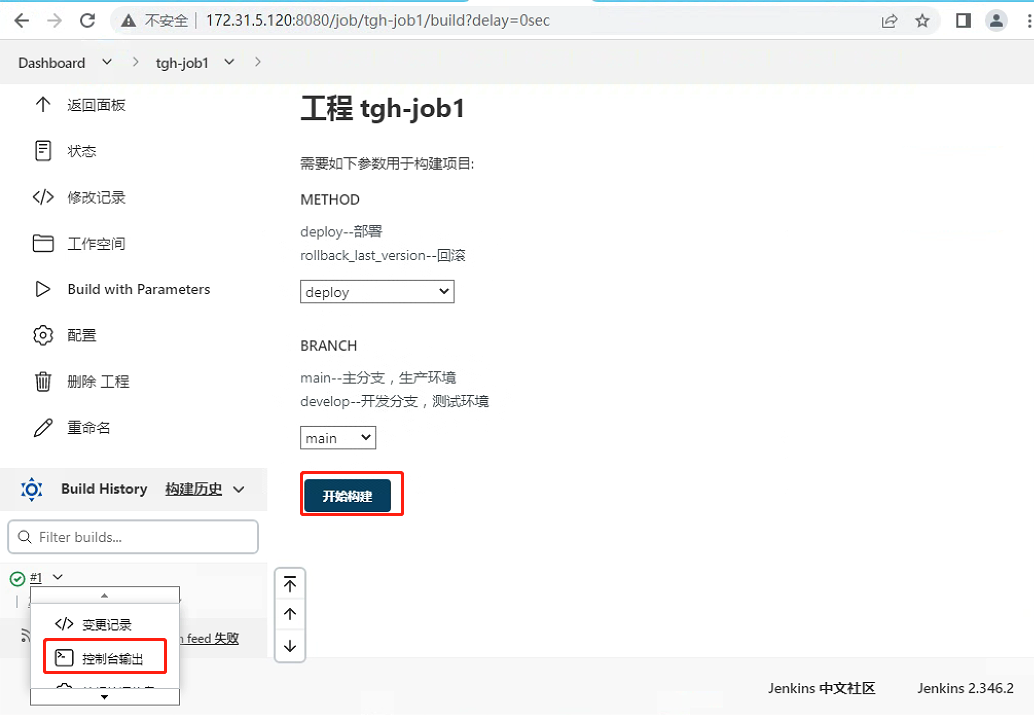 不安全 172.31.5.120:8080/job/tgh-job1/build?delay=0sec
Dashboard tgh-job1
返回面板
状态
修改记录
工作空间
Build with Parameters
配置
删除 工程
重命名
Build History 构建历史
Filter builds...
#1
变更记录
控制台输出
feed 失败
工程 tgh-job1
需要如下参数用于构建项目:
METHOD
deploy--部署
rollback_last_version--回滚
deploy
BRANCH
main--主分支，生产环境
develop--开发分支，测试环境
main
开始构建
Jenkins 中文社区 Jenkins 2.346.2